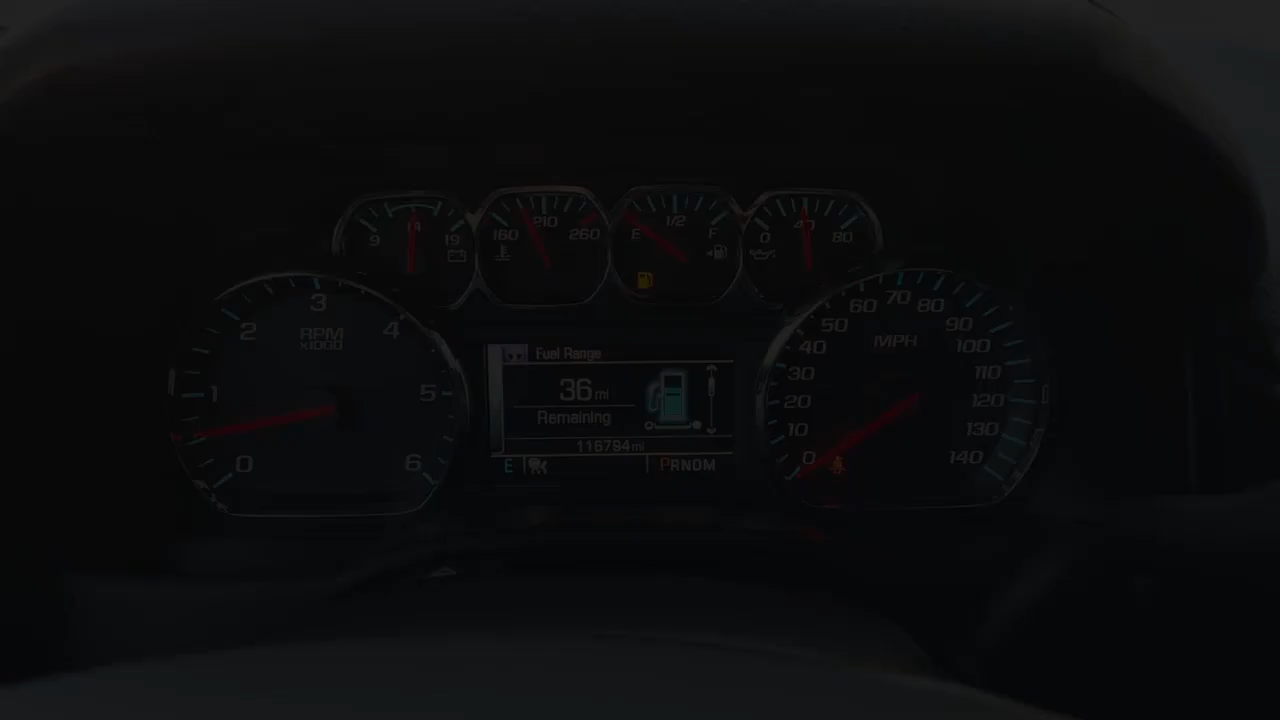 9 14 19
160 210 260
E 1/2 F
0 40 80
0 1 2 3 4 5 6
RPM
x1000
Fuel Range
36 mi
Remaining
116794 mi
E
PRNDM
0 10 20 30 40 50 60 70 80 90 100 110 120 130 140
MPH